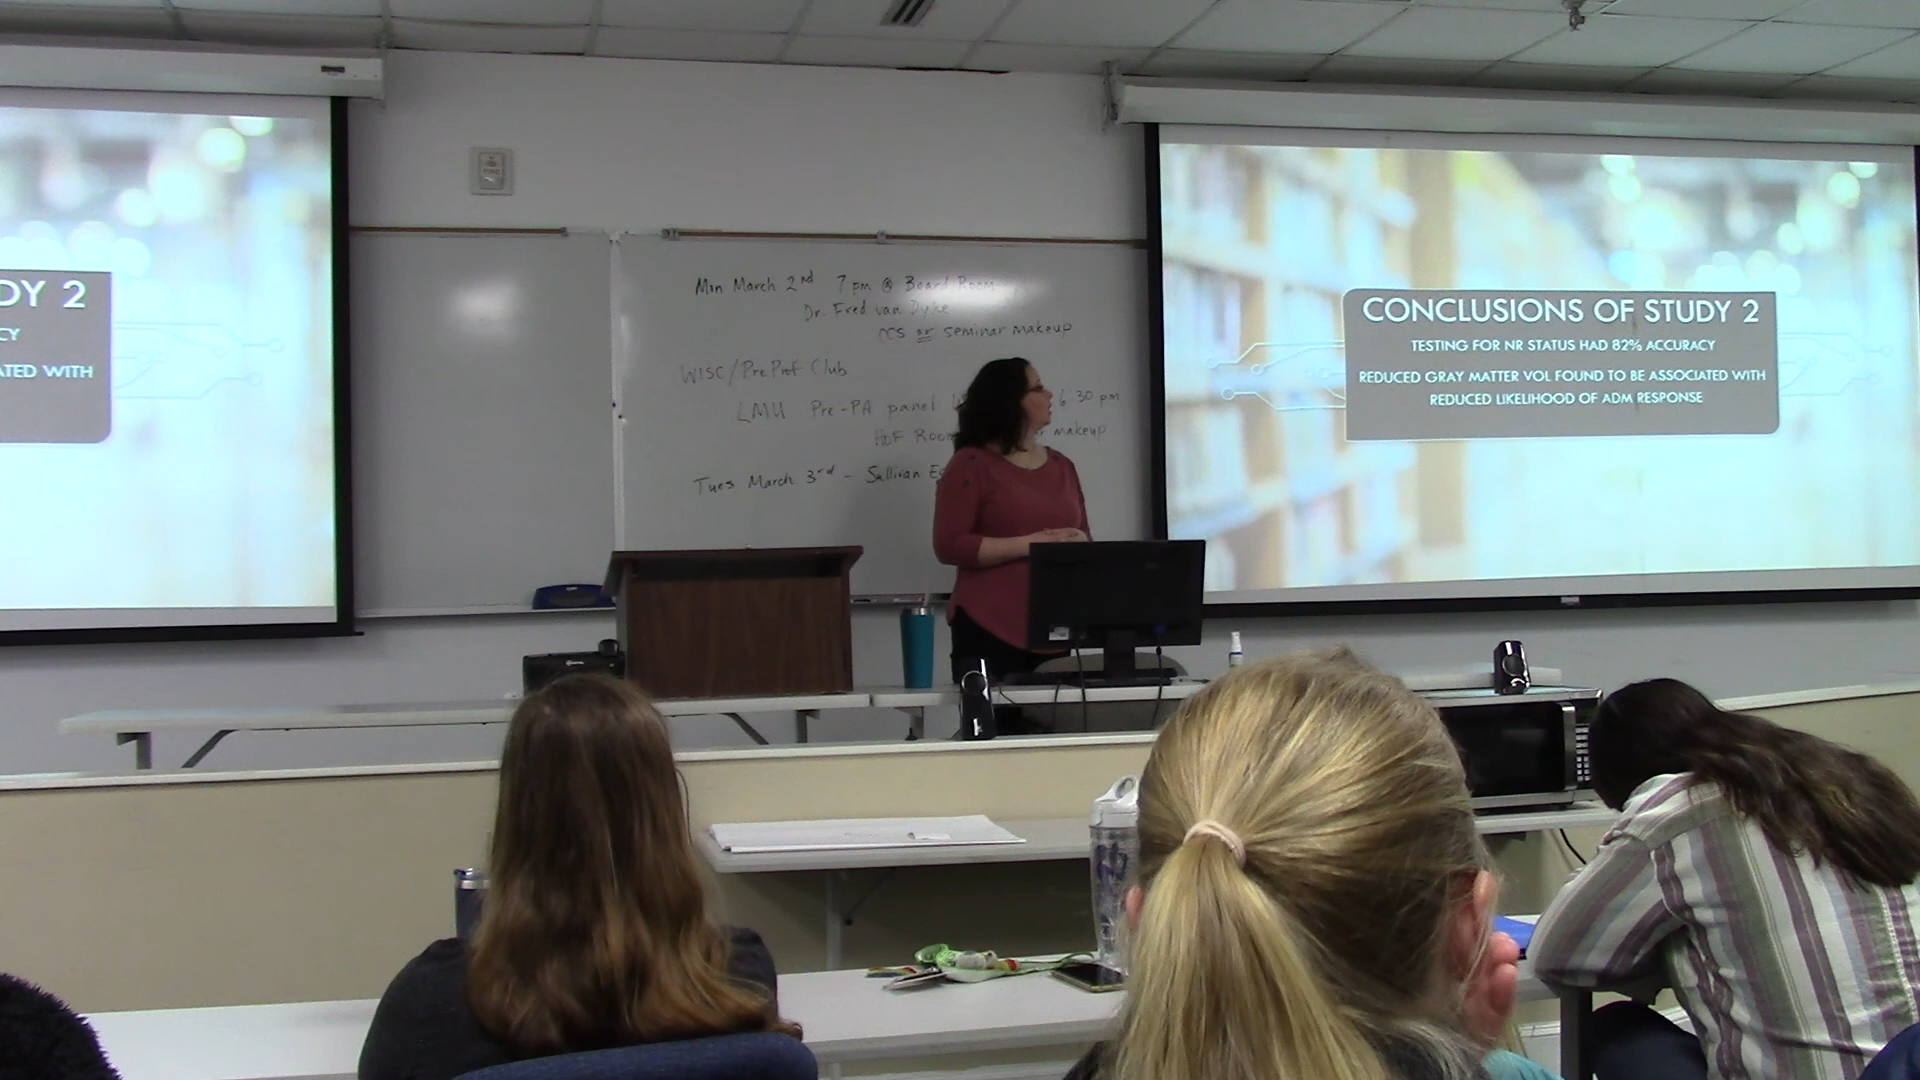 DY 2
CY
ATED WITH
Mon March 2nd 7 pm @ Board Room
Dr. Fred van Dyke
CCS or seminar makeup
WISC/PreProf Club
LMU Pre-PA panel 6:30 pm
HOF Room makeup
Tues March 3rd - Sullivan
CONCLUSIONS OF STUDY 2
TESTING FOR NR STATUS HAD 82% ACCURACY
REDUCED GRAY MATTER VOL FOUND TO BE ASSOCIATED WITH
REDUCED LIKELIHOOD OF ADM RESPONSE